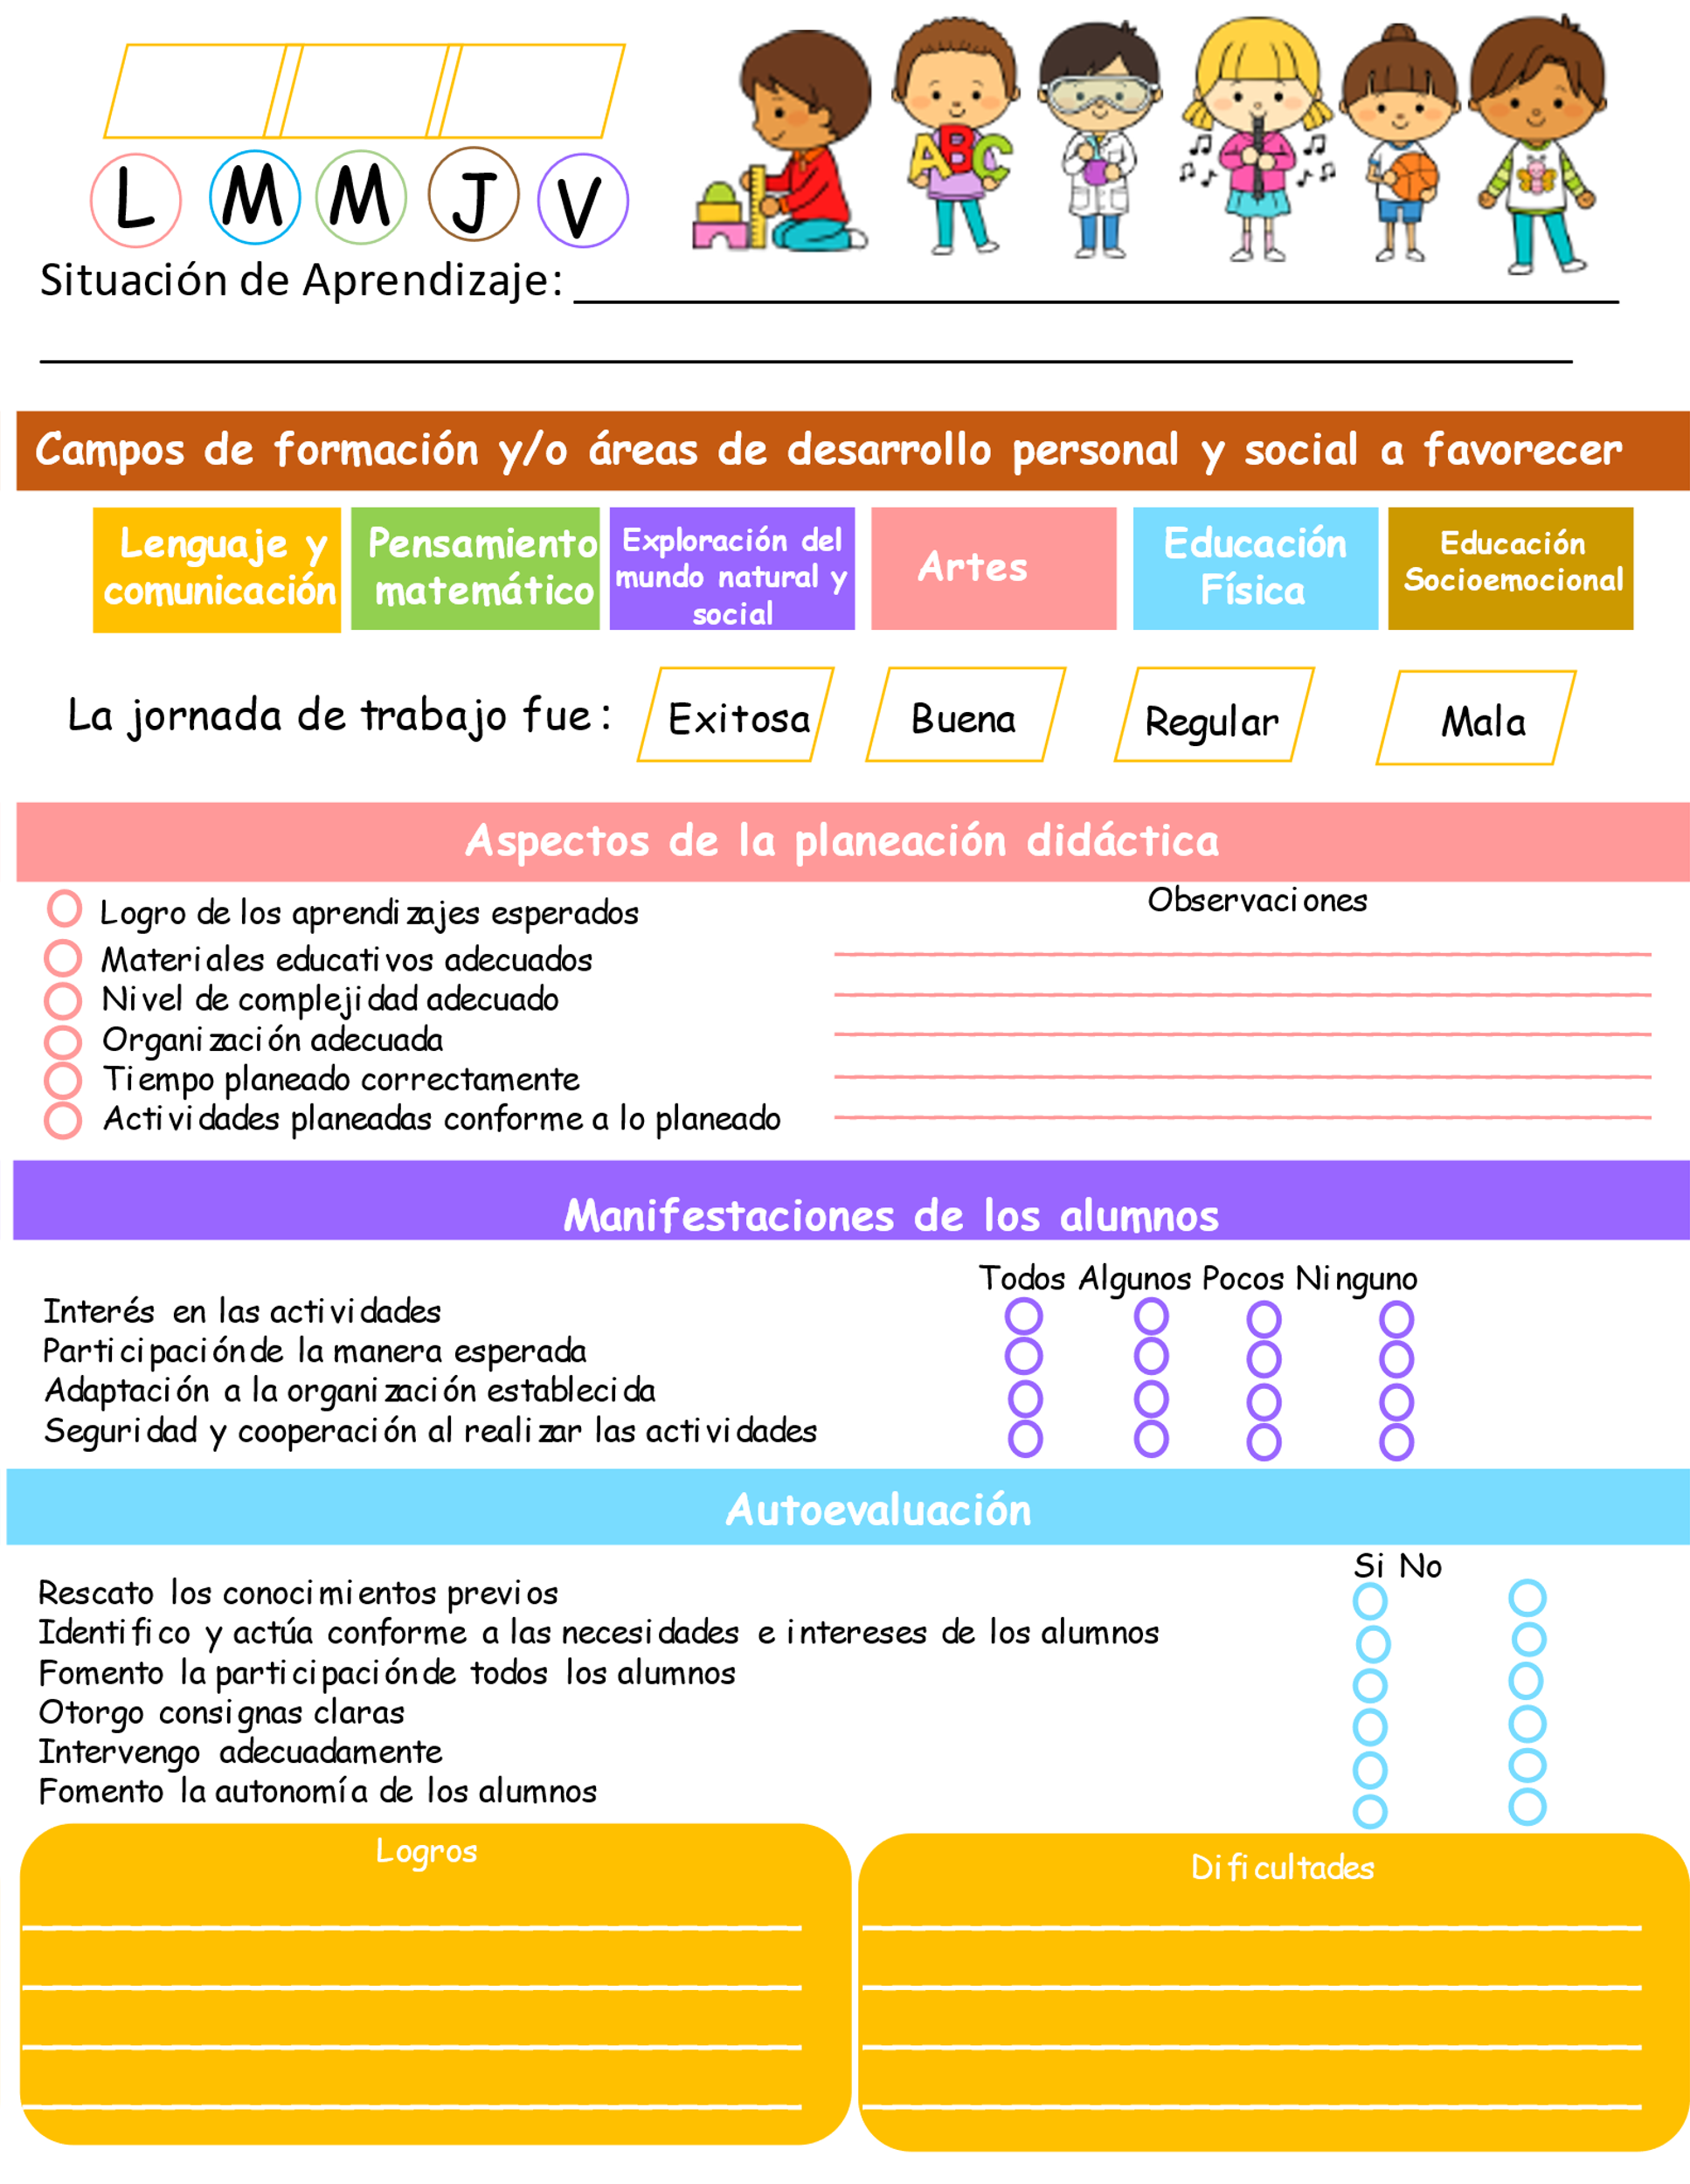 L M M J V
ABC
Situación de Aprendizaje:
Campos de formación y/o áreas de desarrollo personal y social a favorecer
Lenguaje y
comunicación
Pensamiento
matemático
Exploración del
mundo natural y
social
Artes
Educación
Física
Educación
Socioemocional
La jornada de trabajo fue: Exitosa Buena Regular Mala
Aspectos de la planeación didáctica
Observaciones
Logro de los aprendizajes esperados
Materiales educativos adecuados
Nivel de complejidad adecuado
Organización adecuada
Tiempo planeado correctamente
Actividades planeadas conforme a lo planeado
Manifestaciones de los alumnos
Todos Algunos Pocos Ninguno
Interés en las actividades
Participaciónde la manera esperada
Adaptación a la organización establecida
Seguridad y cooperación al realizar las actividades
Autoevaluación
Si No
Rescato los conocimientos previos
Identifico y actúa conforme a las necesidades e intereses de los alumnos
Fomento la participaciónde todos los alumnos
Otorgo consignas claras
Intervengo adecuadamente
Fomento la autonomía de los alumnos
Logros
Dificultades